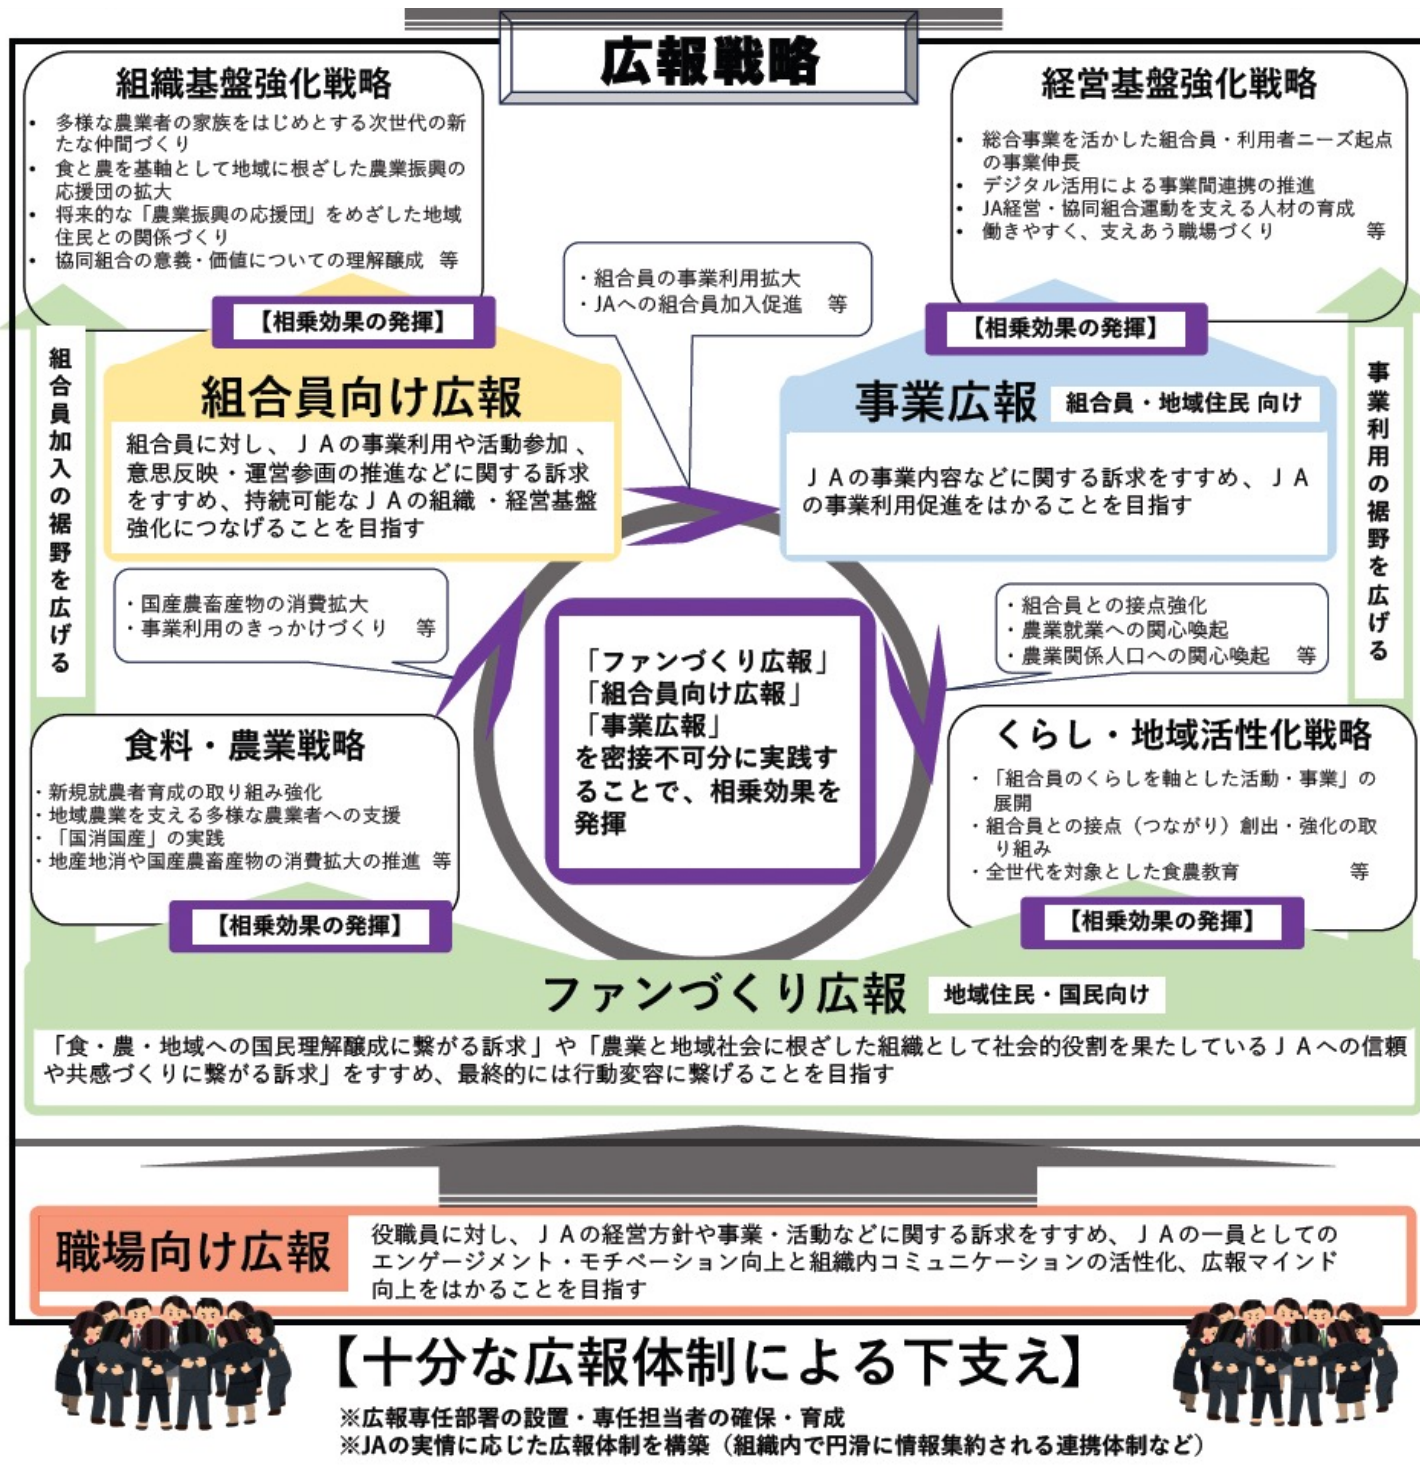 広報戦略
組織基盤強化戦略
• 多様な農業者の家族をはじめとする次世代の新
たな仲間づくり
• 食と農を基軸として地域に根ざした農業振興の
応援団の拡大
• 将来的な「農業振興の応援団」をめざした地域
住民との関係づくり
• 協同組合の意義・価値についての理解醸成 等
経営基盤強化戦略
• 総合事業を活かした組合員・利用者ニーズ起点
の事業伸長
• デジタル活用による事業間連携の推進
• JA経営・協同組合運動を支える人材の育成
• 働きやすく、支えあう職場づくり 等
・組合員の事業利用拡大
・JAへの組合員加入促進 等
【相乗効果の発揮】
【相乗効果の発揮】
組合員加入の裾野を広げる
事業利用の裾野を広げる
組合員向け広報
組合員に対し、ＪＡの事業利用や活動参加、
意思反映・運営参画の推進などに関する訴求
をすすめ、持続可能なＪＡの組織・経営基盤
強化につなげることを目指す
事業広報 組合員・地域住民 向け
ＪＡの事業内容などに関する訴求をすすめ、ＪＡ
の事業利用促進をはかることを目指す
・国産農畜産物の消費拡大
・事業利用のきっかけづくり 等
・組合員との接点強化
・農業就業への関心喚起
・農業関係人口への関心喚起 等
「ファンづくり広報」
「組合員向け広報」
「事業広報」
を密接不可分に実践す
ることで、相乗効果を
発揮
食料・農業戦略
・新規就農者育成の取り組み強化
・地域農業を支える多様な農業者への支援
・「国消国産」の実践
・地産地消や国産農畜産物の消費拡大の推進 等
くらし・地域活性化戦略
・「組合員のくらしを軸とした活動・事業」の
展開
・組合員との接点（つながり）創出・強化の取
り組み
・全世代を対象とした食農教育 等
【相乗効果の発揮】
【相乗効果の発揮】
ファンづくり広報 地域住民・国民向け
「食・農・地域への国民理解醸成に繋がる訴求」や「農業と地域社会に根ざした組織として社会的役割を果たしているＪＡへの信頼
や共感づくりに繋がる訴求」をすすめ、最終的には行動変容に繋げることを目指す
職場向け広報
役職員に対し、ＪＡの経営方針や事業・活動などに関する訴求をすすめ、ＪＡの一員としての
エンゲージメント・モチベーション向上と組織内コミュニケーションの活性化、広報マインド
向上をはかることを目指す
【十分な広報体制による下支え】
※広報専任部署の設置・専任担当者の確保・育成
※JAの実情に応じた広報体制を構築（組織内で円滑に情報集約される連携体制など）